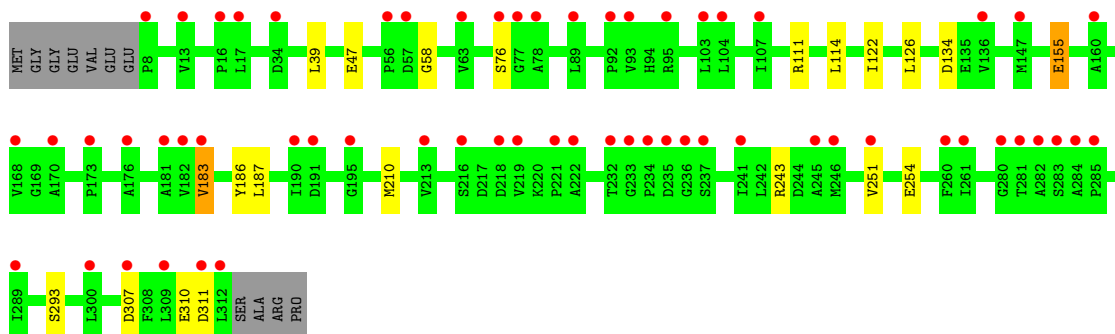 MET GLY GLY GLU VAL GLU GLU P8 V13 P16 L17 D34 L39 E47 P56 D57 G58 V63 S76 G77 A78 L89 P92 V93 H94 R95 L103 L104 I107 R111 L114 I122 L126 D134 E135 V136 M147 E155 A160
V168 G169 A170 P173 A176 A181 V182 V183 Y186 L187 I190 D191 G195 M210 V213 S216 D217 D218 V219 K220 P221 A222 T232 G233 P234 D235 G236 S237 I241 L242 R243 D244 A245 M246 V251 E254 F260 I261 G280 T281 A282 S283 A284 P285
I289 S293 L300 D307 F308 L309 E310 D311 L312 SER ALA ARG PRO